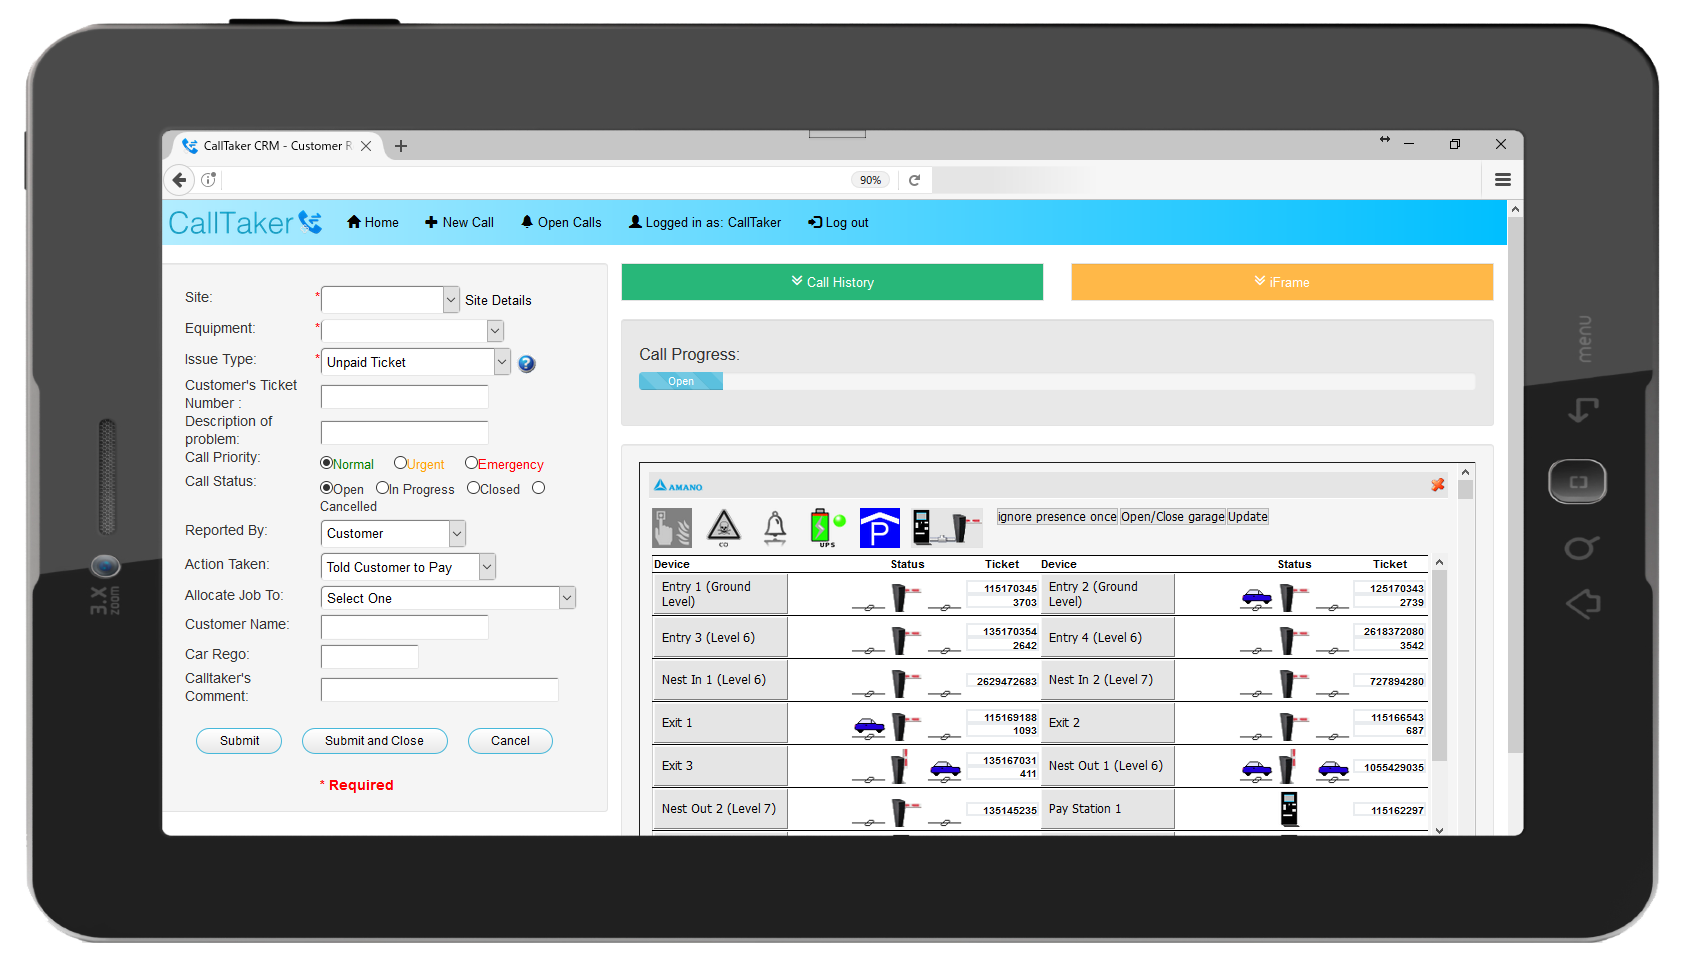 CallTaker CRM - Customer R
90%
CallTaker
Home
New Call
Open Calls
Logged in as: CallTaker
Log out
Site:
*
Site Details
Equipment:
*
Issue Type:
*
Unpaid Ticket
Customer's Ticket
Number :
Description of
problem:
Call Priority:
Normal
Urgent
Emergency
Call Status:
Open
In Progress
Closed
Cancelled
Reported By:
Customer
Action Taken:
Told Customer to Pay
Allocate Job To:
Select One
Customer Name:
Car Rego:
Calltaker's
Comment:
Submit
Submit and Close
Cancel
* Required
Call History
iFrame
Call Progress:
Open
AMANO
CO
UPS
P
ignore presence once
Open/Close garage
Update
Device Status Ticket Device Status Ticket
Entry 1 (Ground
Level)
115170345
3703
Entry 2 (Ground
Level)
125170343
2739
Entry 3 (Level 6)
135170354
2642
Entry 4 (Level 6)
2618372080
3542
Nest In 1 (Level 6)
2629472683
Nest In 2 (Level 7)
727894280
Exit 1
115169188
1093
Exit 2
115166543
687
Exit 3
135167031
411
Nest Out 1 (Level 6)
1055429035
Nest Out 2 (Level 7)
135145235
Pay Station 1
115162297
3.X
zoom
menu